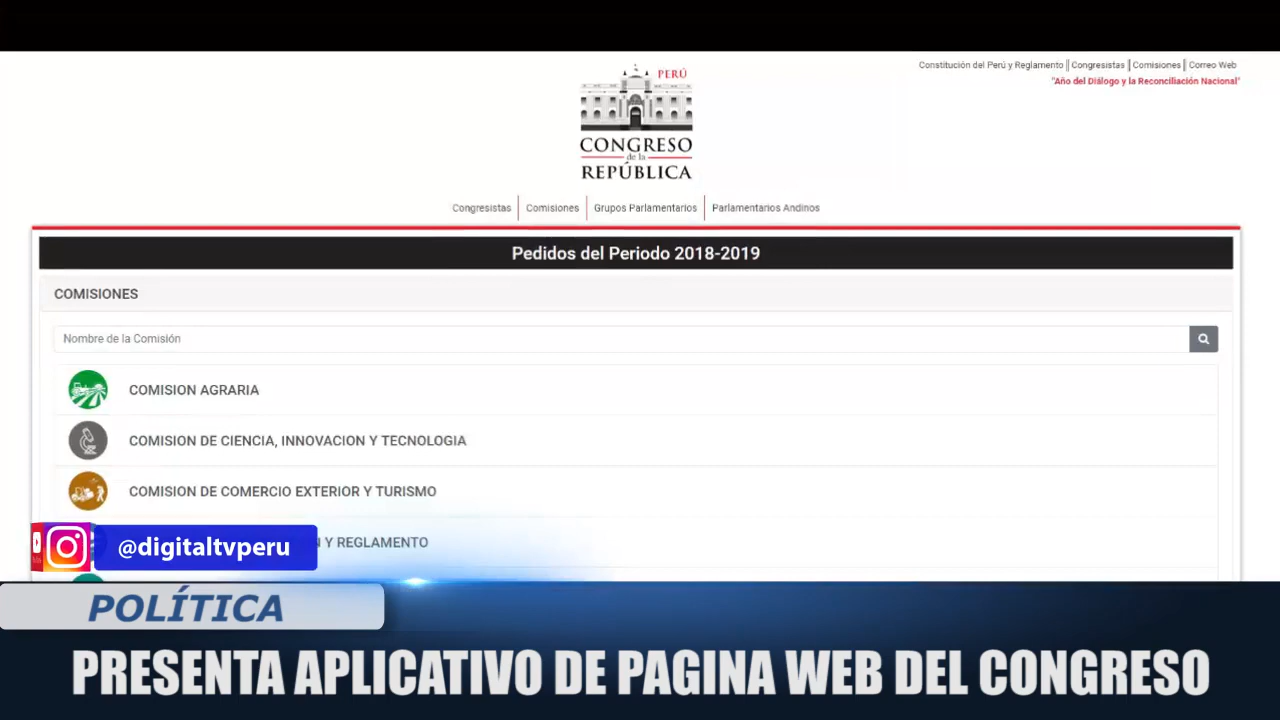 Constitución del Perú y Reglamento || Congresistas || Comisiones || Correo Web
"Año del Diálogo y la Reconciliación Nacional"
PERÚ
CONGRESO
de la
REPÚBLICA
Congresistas | Comisiones | Grupos Parlamentarios | Parlamentarios Andinos
Pedidos del Periodo 2018-2019
COMISIONES
Nombre de la Comisión
COMISION AGRARIA
COMISION DE CIENCIA, INNOVACION Y TECNOLOGIA
COMISION DE COMERCIO EXTERIOR Y TURISMO
Y REGLAMENTO
@digitaltvperu
POLÍTICA
PRESENTA APLICATIVO DE PAGINA WEB DEL CONGRESO